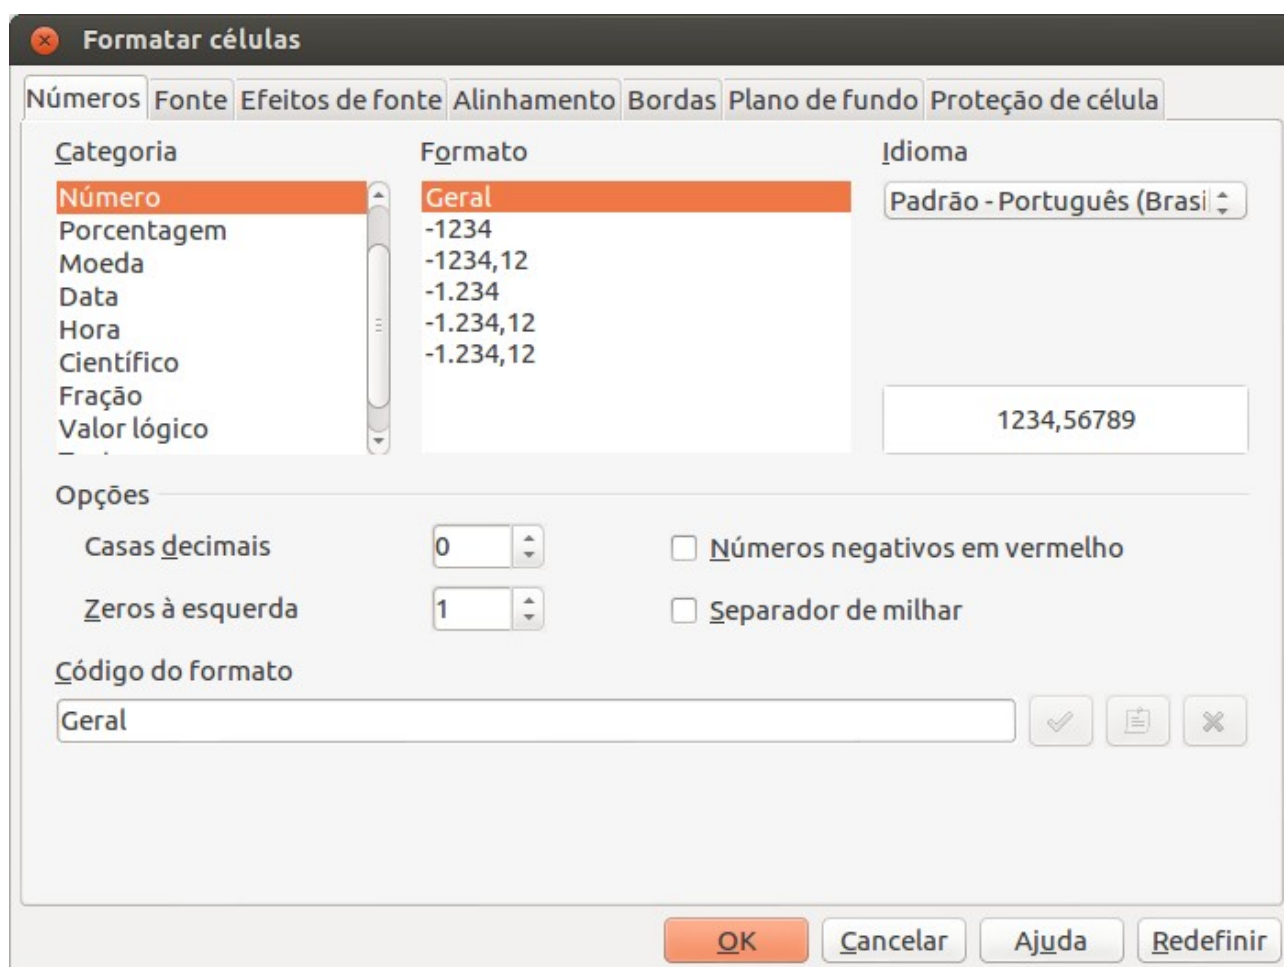 Formatar células
Números Fonte Efeitos de fonte Alinhamento Bordas Plano de fundo Proteção de célula
Categoria
Número
Porcentagem
Moeda
Data
Hora
Científico
Fração
Valor lógico
Formato
Geral
-1234
-1234,12
-1.234
-1.234,12
-1.234,12
Idioma
Padrão - Português (Brasi
1234,56789
Opções
Casas decimais 0
Números negativos em vermelho
Zeros à esquerda 1
Separador de milhar
Código do formato
Geral
OK Cancelar Ajuda Redefinir